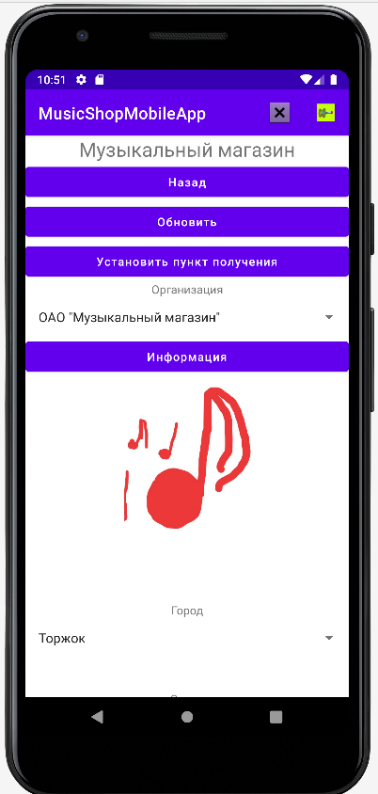 10:51
MusicShopMobileApp
Музыкальный магазин
Назад
Обновить
Установить пункт получения
Организация
ОАО "Музыкальный магазин"
Информация
Город
Торжок